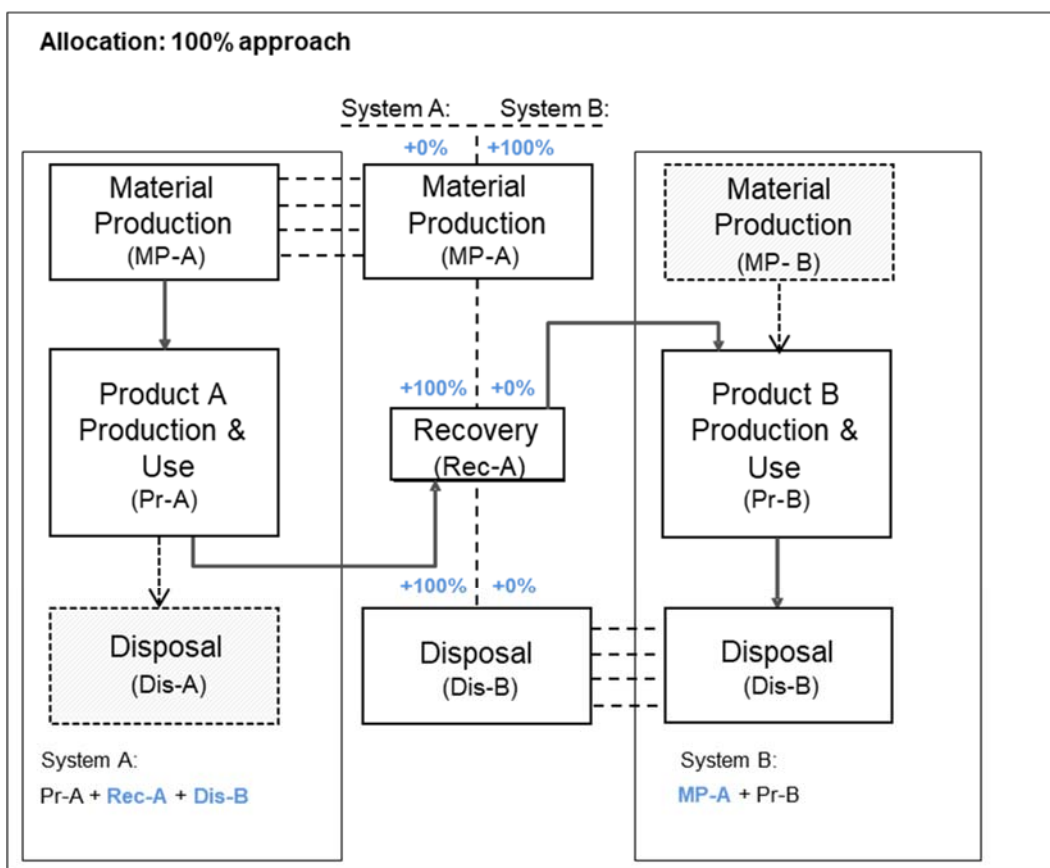 Allocation: 100% approach
System A:
System B:
+0%
+100%
Material
Production
(MP-A)
Material
Production
(MP-A)
Material
Production
(MP- B)
Product A
Production &
Use
(Pr-A)
+100%
+0%
Recovery
(Rec-A)
Product B
Production &
Use
(Pr-B)
+100%
+0%
Disposal
(Dis-A)
Disposal
(Dis-B)
Disposal
(Dis-B)
System A:
Pr-A + Rec-A + Dis-B
System B:
MP-A + Pr-B